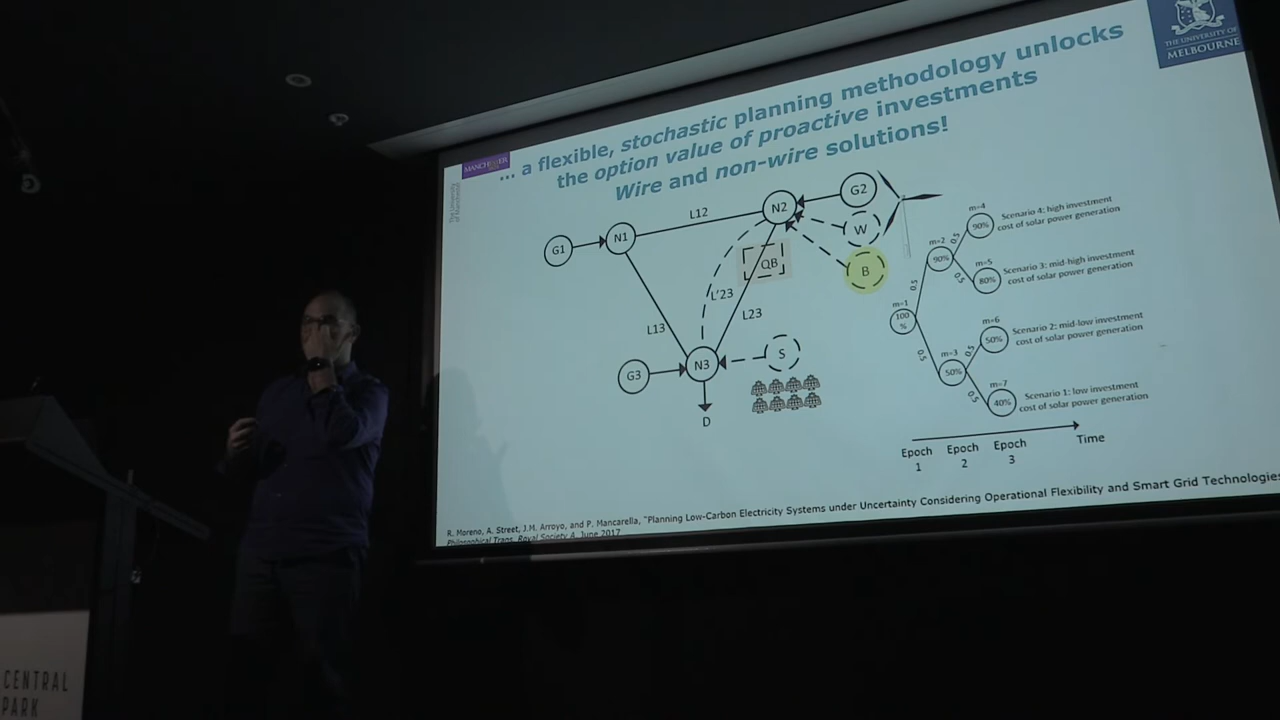 THE UNIVERSITY OF
MELBOURNE
MANCHESTER
The University
of Manchester
... a flexible, stochastic planning methodology unlocks
the option value of proactive investments
Wire and non-wire solutions!
G1
N1
L12
N2
G2
W
QB
B
L'23
L23
L13
G3
N3
S
D
m=1
100
%
0.5
0.5
m=2
90%
0.5
0.5
m=3
50%
0.5
0.5
m=4
90%
Scenario 4: high investment
cost of solar power generation
m=5
80%
Scenario 3: mid-high investment
cost of solar power generation
m=6
50%
Scenario 2: mid-low investment
cost of solar power generation
m=7
40%
Scenario 1: low investment
cost of solar power generation
Epoch
1
Epoch
2
Epoch
3
Time
R. Moreno, A. Street, J.M. Arroyo, and P. Mancarella, "Planning Low-Carbon Electricity Systems under Uncertainty Considering Operational Flexibility and Smart Grid Technologies
Philosophical Trans. Royal Society A, June 2017
CENTRAL
PARK